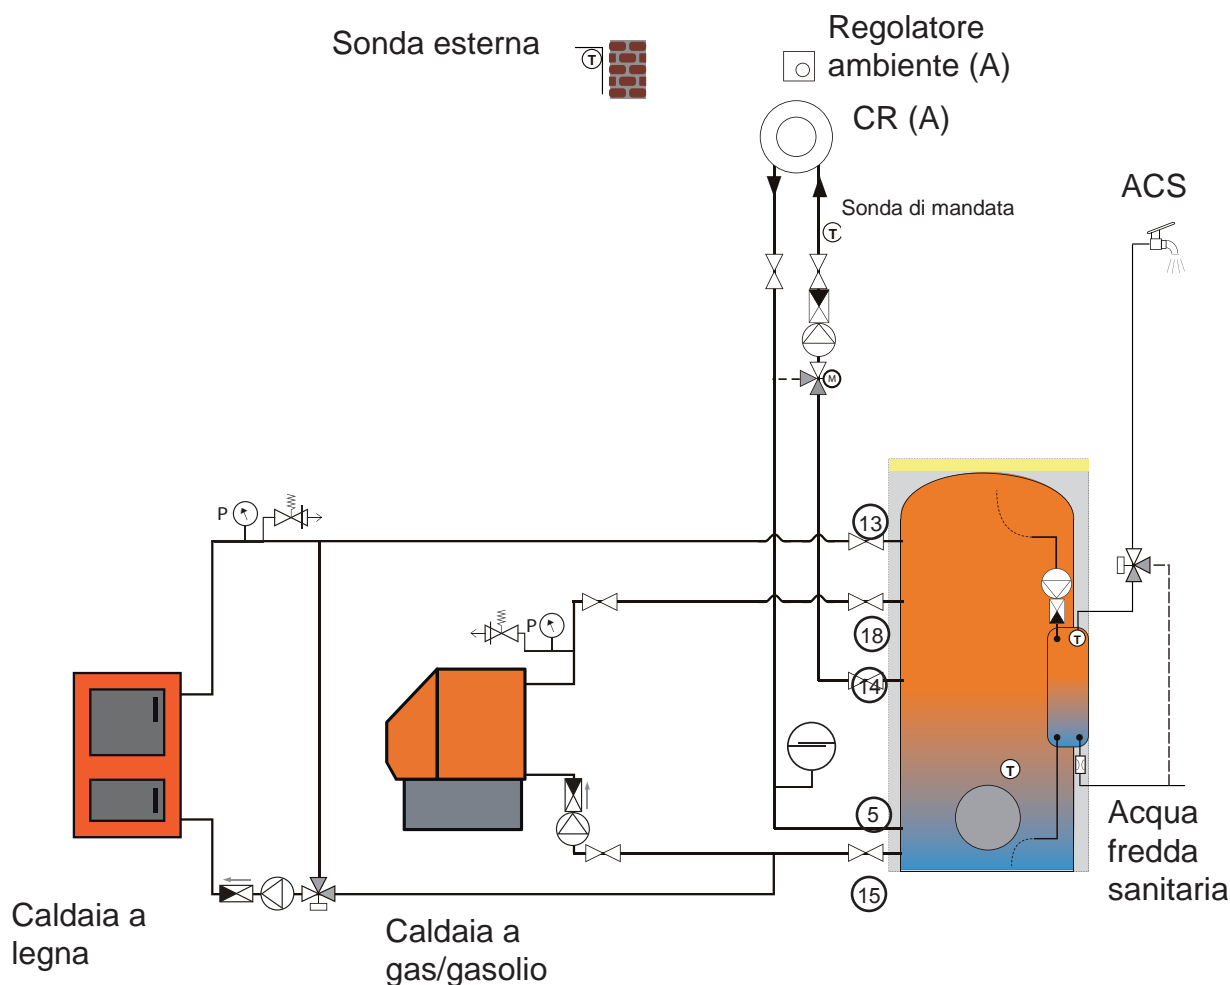 Sonda esterna
T
Regolatore
ambiente (A)
CR (A)
ACS
Sonda di mandata
T
M
P
13
P
18
T
14
T
5
Acqua
fredda
sanitaria
15
Caldaia a
legna
Caldaia a
gas/gasolio